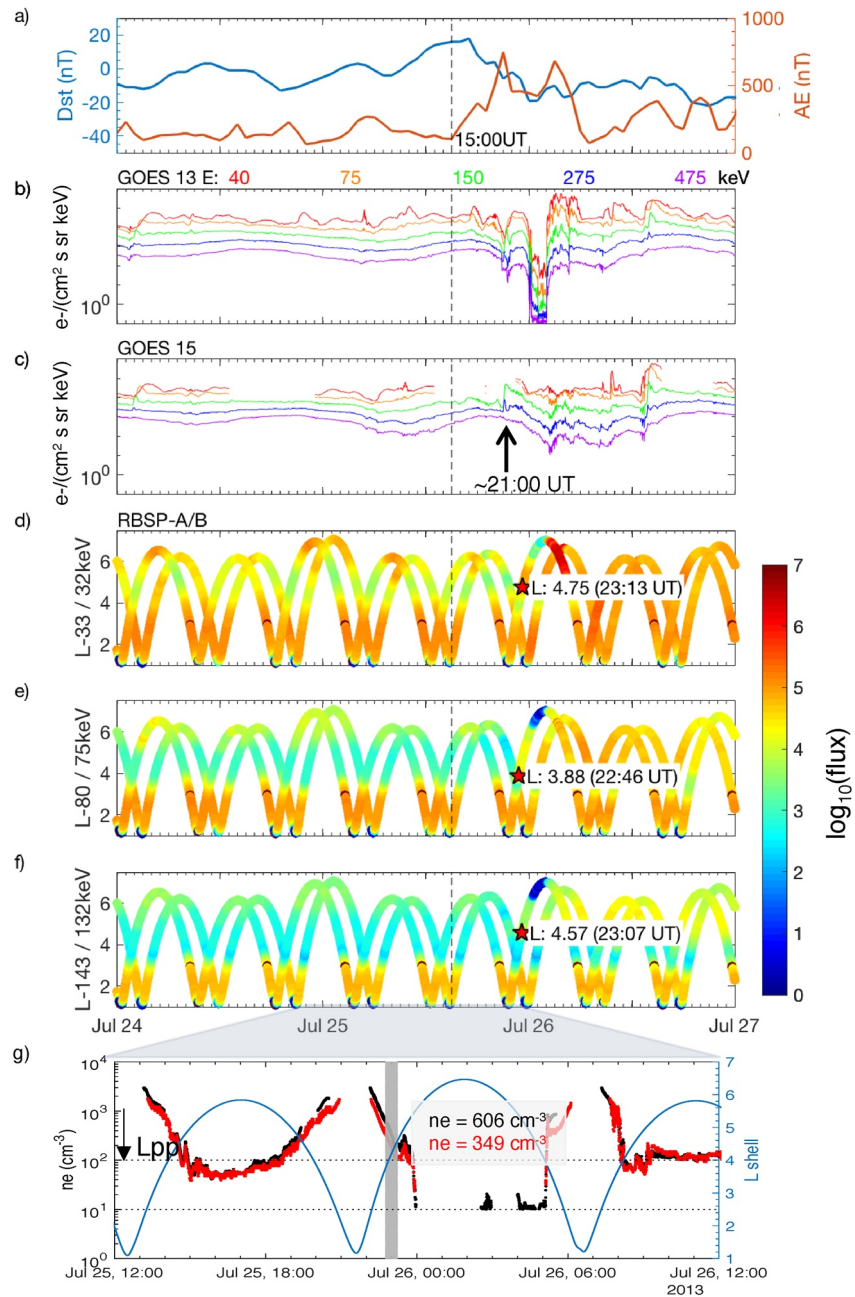 a)
20
0
-20
-40
Dst (nT)
1000
500
0
AE (nT)
15:00UT
b)
GOES 13 E: 40 75 150 275 475 keV
e-/(cm² s sr keV)
10⁰
c)
GOES 15
e-/(cm² s sr keV)
10⁰
~21:00 UT
d)
RBSP-A/B
L-33 / 32keV
6
4
2
L: 4.75 (23:13 UT)
e)
L-80 / 75keV
6
4
2
L: 3.88 (22:46 UT)
f)
L-143 / 132keV
6
4
2
L: 4.57 (23:07 UT)
Jul 24 Jul 25 Jul 26 Jul 27
7
6
5
4
3
2
1
0
log₁₀(flux)
g)
10⁴
10³
10²
10¹
10⁰
ne (cm⁻³)
Lpp
ne = 606 cm⁻³
ne = 349 cm⁻³
7
6
5
4
3
2
1
L shell
Jul 25, 12:00 Jul 25, 18:00 Jul 26, 00:00 Jul 26, 06:00 Jul 26, 12:00
2013